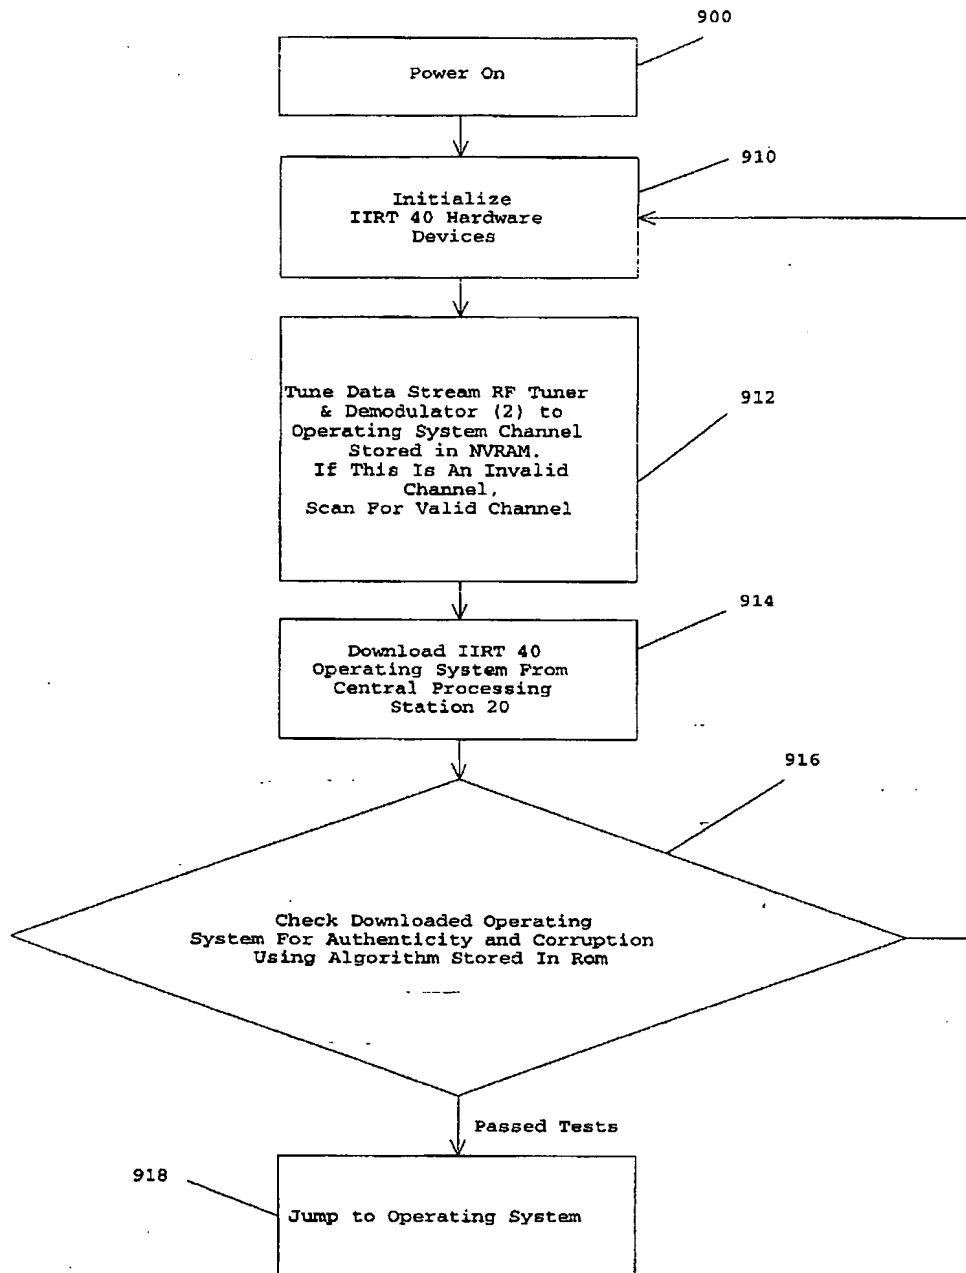 900
Power On
910
Initialize
IIRT 40 Hardware
Devices
Tune Data Stream RF Tuner
& Demodulator (2) to
Operating System Channel
Stored in NVRAM.
If This Is An Invalid
Channel,
Scan For Valid Channel
912
914
Download IIRT 40
Operating System From
Central Processing
Station 20
916
Check Downloaded Operating
System For Authenticity and Corruption
Using Algorithm Stored In Rom
Passed Tests
918
Jump to Operating System